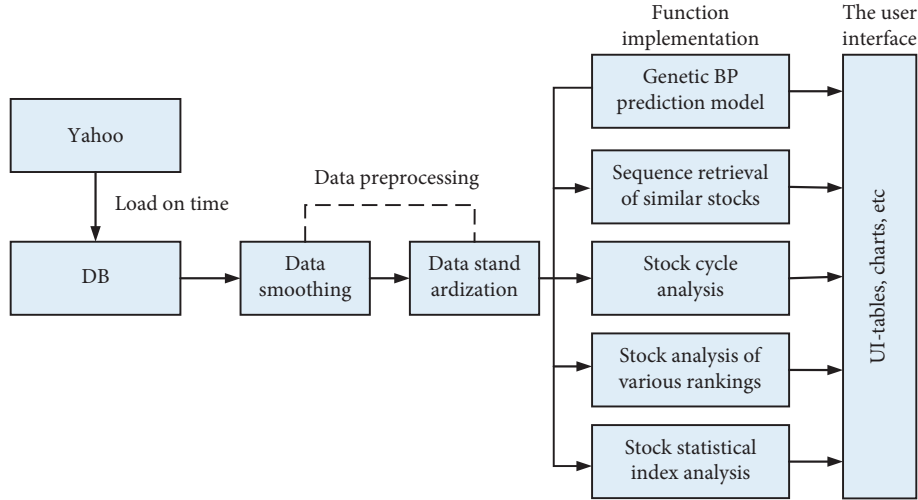 Function
implementation
The user
interface
Yahoo
Load on time
DB
Data preprocessing
Data
smoothing
Data stand
ardization
Genetic BP
prediction model
Sequence retrieval
of similar stocks
Stock cycle
analysis
Stock analysis of
various rankings
Stock statistical
index analysis
UI-tables, charts, etc